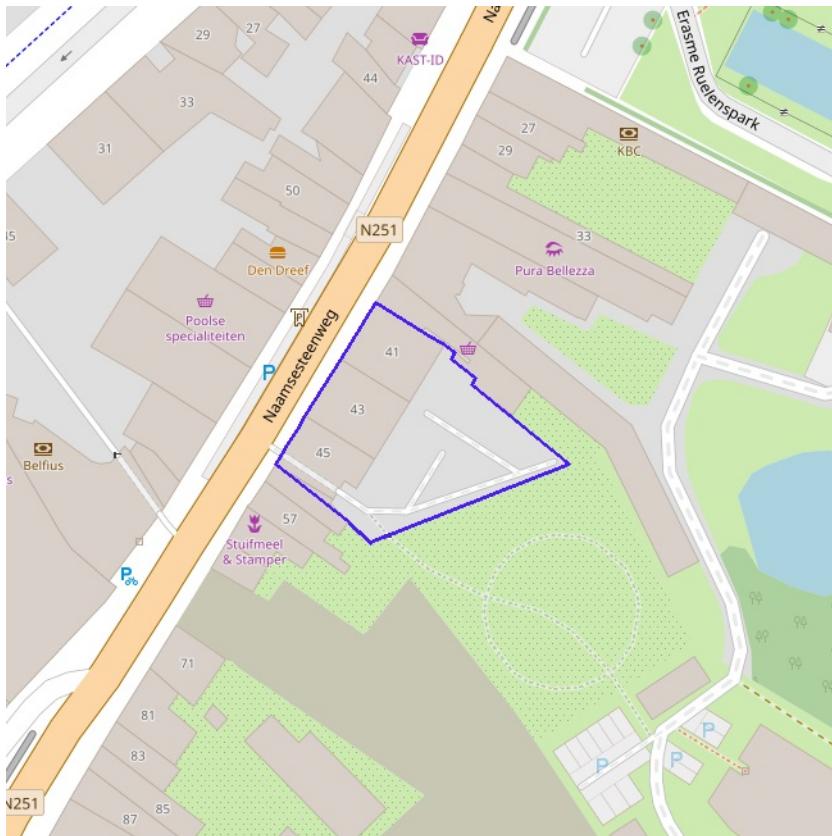 29
27
KAST-ID
Na
Erasme Ruelenspark
44
33
31
27
KBC
29
50
N251
33
Den Dreef
Pura Bellezza
Poolse
specialiteiten
P
Naamsesteenweg
41
P
43
45
Belfius
s
57
Stuifmeel
& Stamper
P
71
81
P
P
83
P
N251
85
87